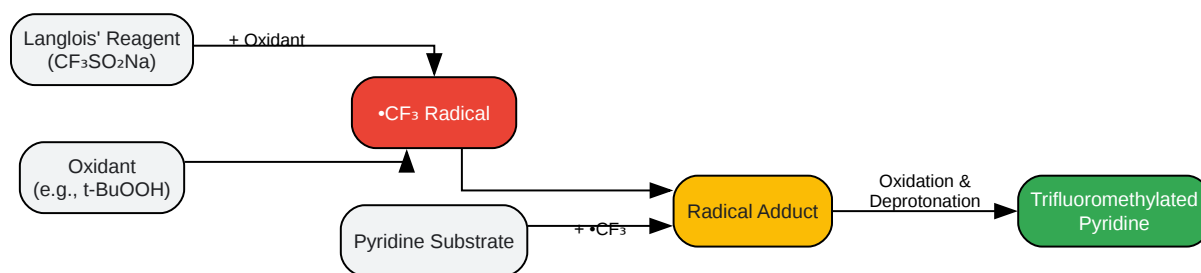 Langlois' Reagent
(CF₃SO₂Na)
+ Oxidant
•CF₃ Radical
Oxidant
(e.g., t-BuOOH)
Pyridine Substrate
+ •CF₃
Radical Adduct
Oxidation &
Deprotonation
Trifluoromethylated
Pyridine